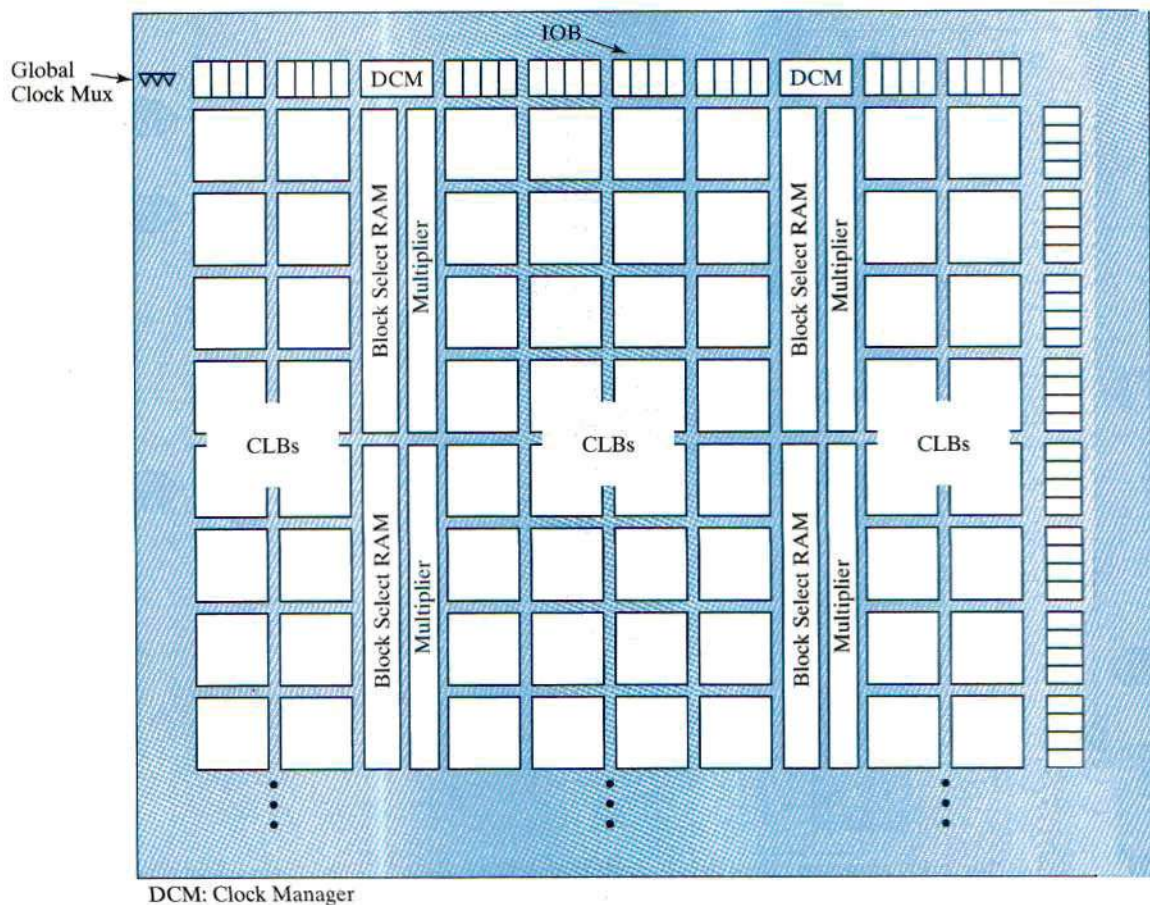 IOB
Global
Clock Mux
DCM
DCM
Block Select RAM
Multiplier
Block Select RAM
Multiplier
CLBs
CLBs
CLBs
Block Select RAM
Multiplier
Block Select RAM
Multiplier
DCM: Clock Manager